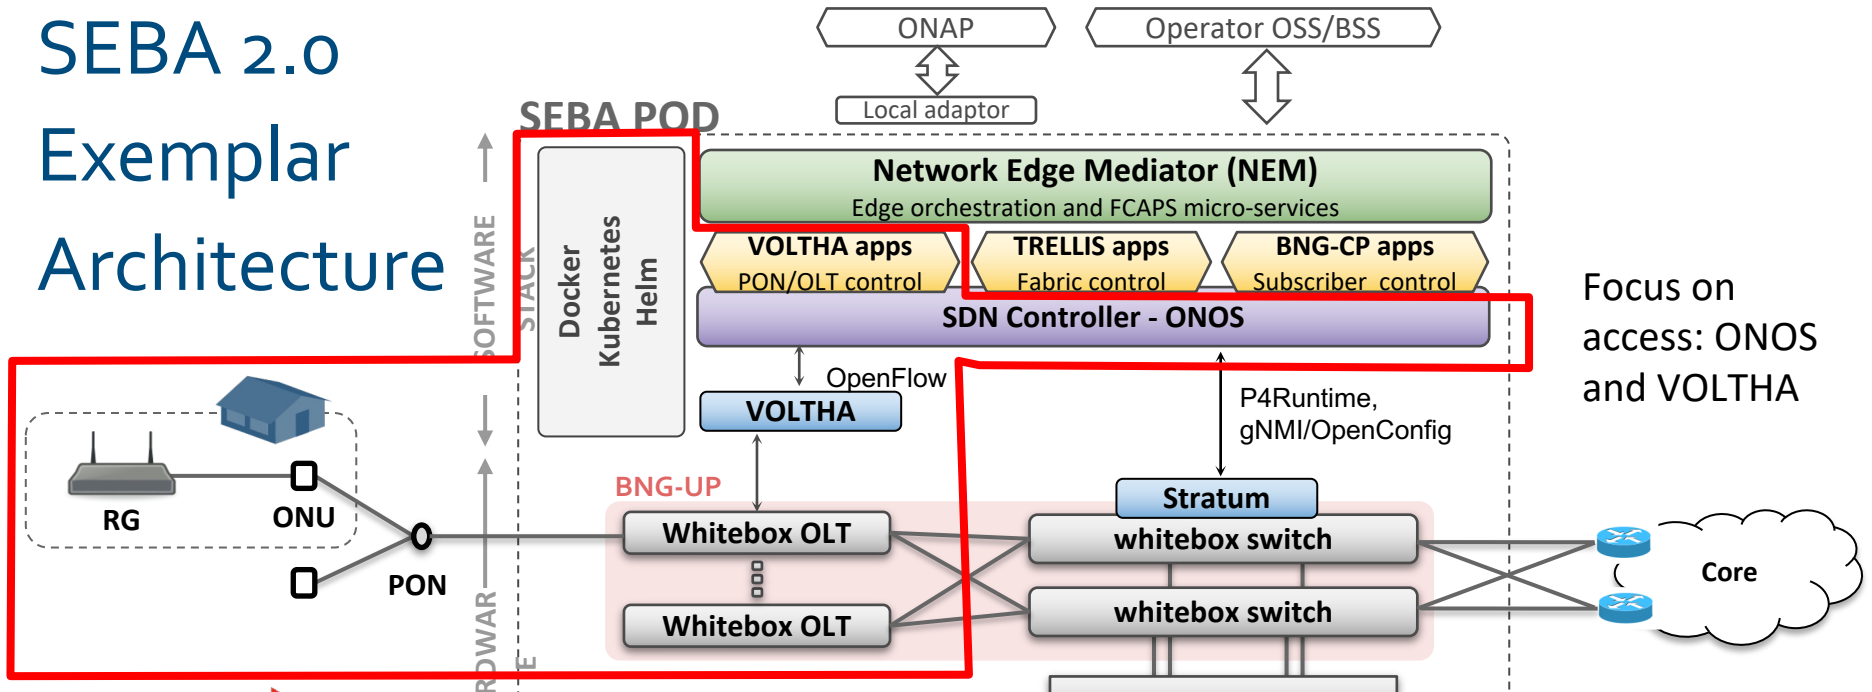 SEBA 2.0
Exemplar
Architecture
ONAP
Operator OSS/BSS
Local adaptor
SEBA POD
Network Edge Mediator (NEM)
Edge orchestration and FCAPS micro-services
SOFTWARE
STACK
Docker
Kubernetes
Helm
VOLTHA apps
PON/OLT control
TRELLIS apps
Fabric control
BNG-CP apps
Subscriber control
SDN Controller - ONOS
Focus on
access: ONOS
and VOLTHA
OpenFlow
VOLTHA
P4Runtime,
gNMI/OpenConfig
BNG-UP
Stratum
RG
ONU
PON
Whitebox OLT
whitebox switch
Core
Whitebox OLT
whitebox switch
RDWAR
E